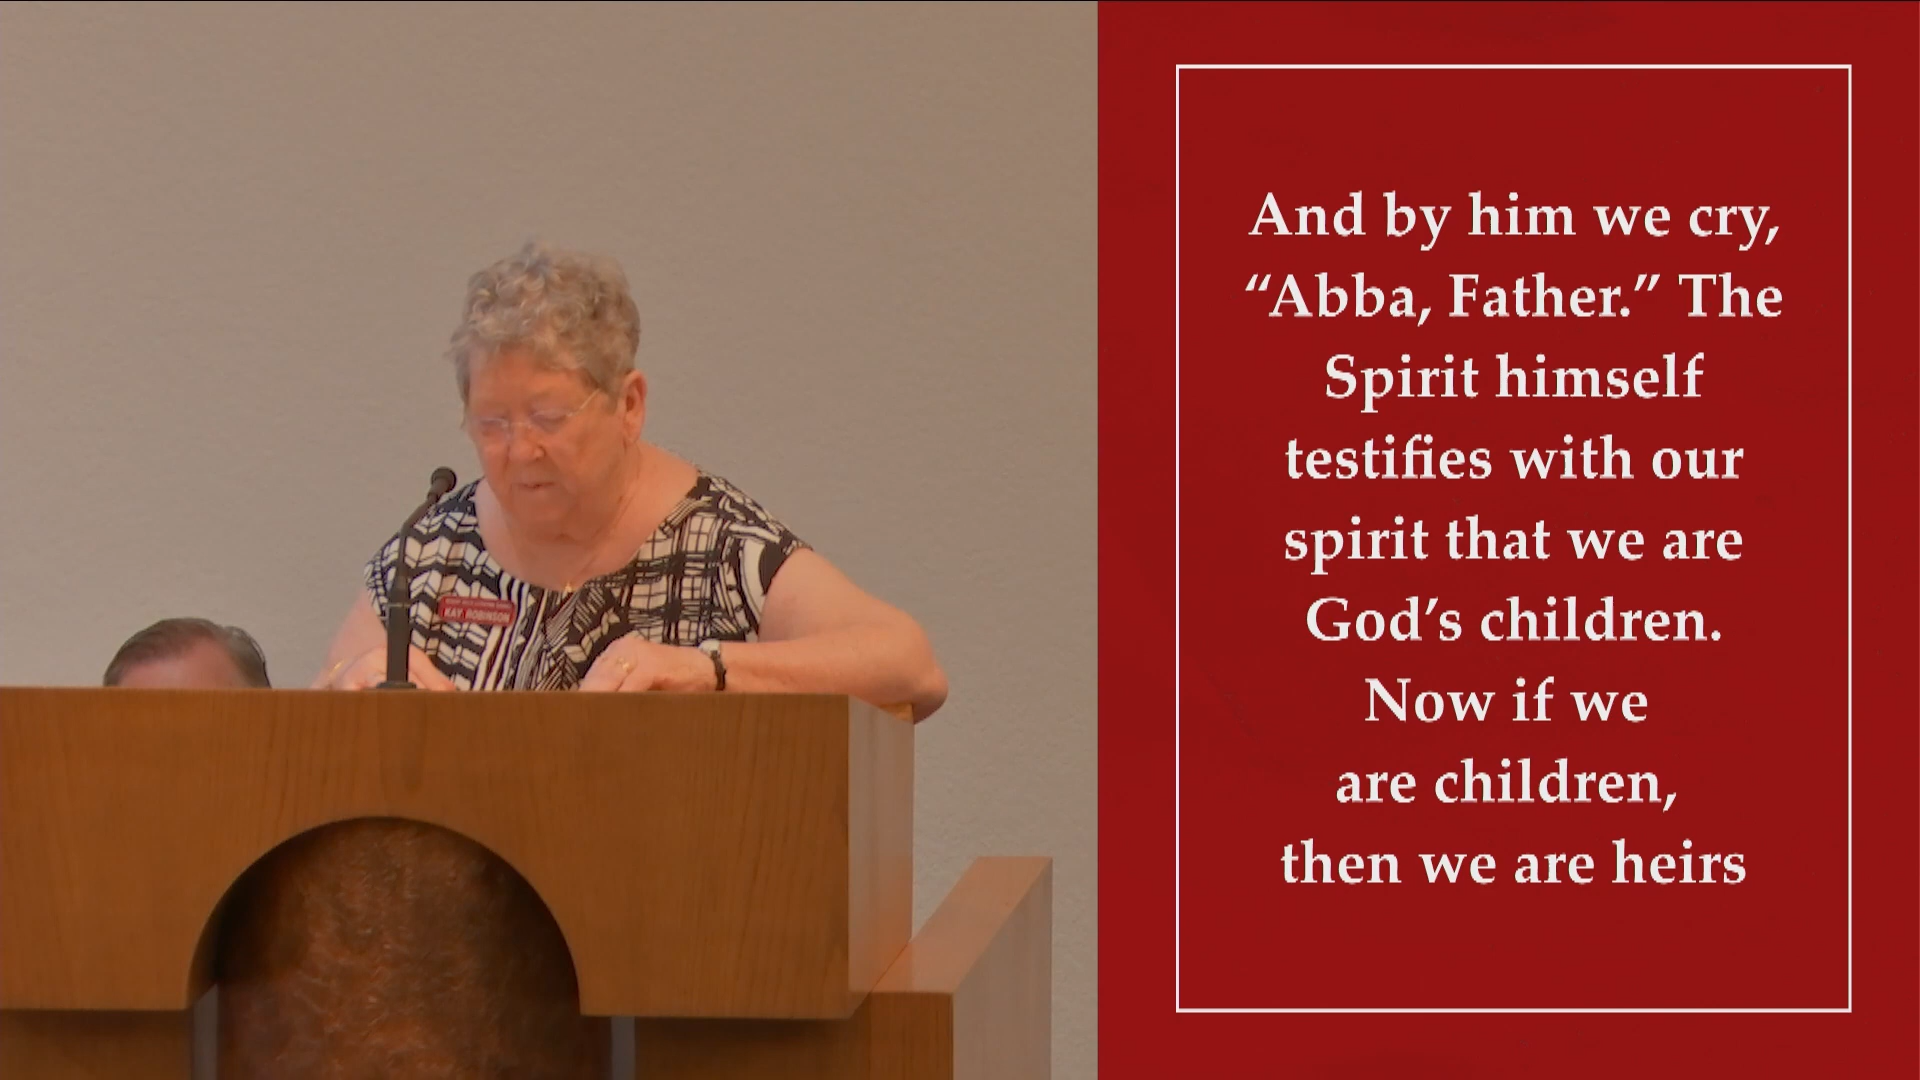 KAY ROBINSON
And by him we cry,
“Abba, Father.” The
Spirit himself
testifies with our
spirit that we are
God’s children.
Now if we
are children,
then we are heirs